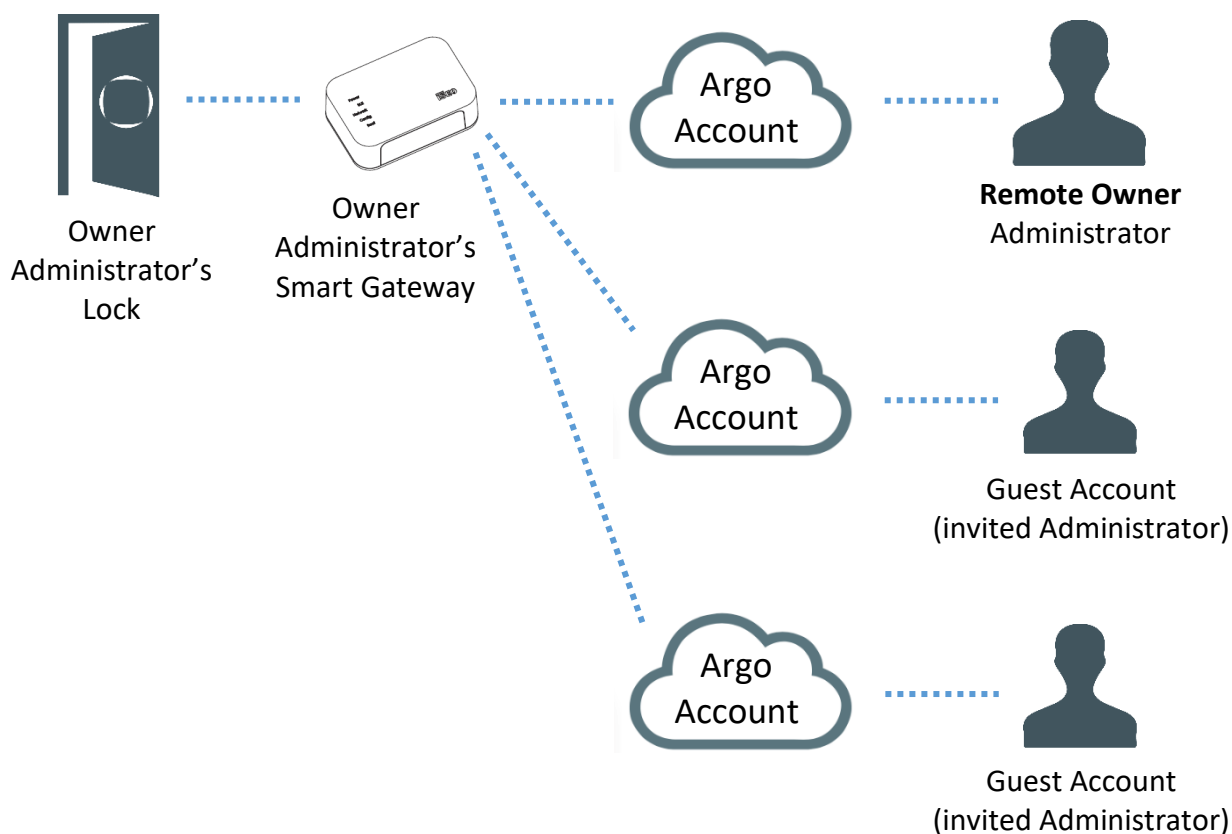 Argo
Account
Remote Owner
Administrator
Owner
Administrator's
Lock
Owner
Administrator's
Smart Gateway
Argo
Account
Guest Account
(invited Administrator)
Argo
Account
Guest Account
(invited Administrator)